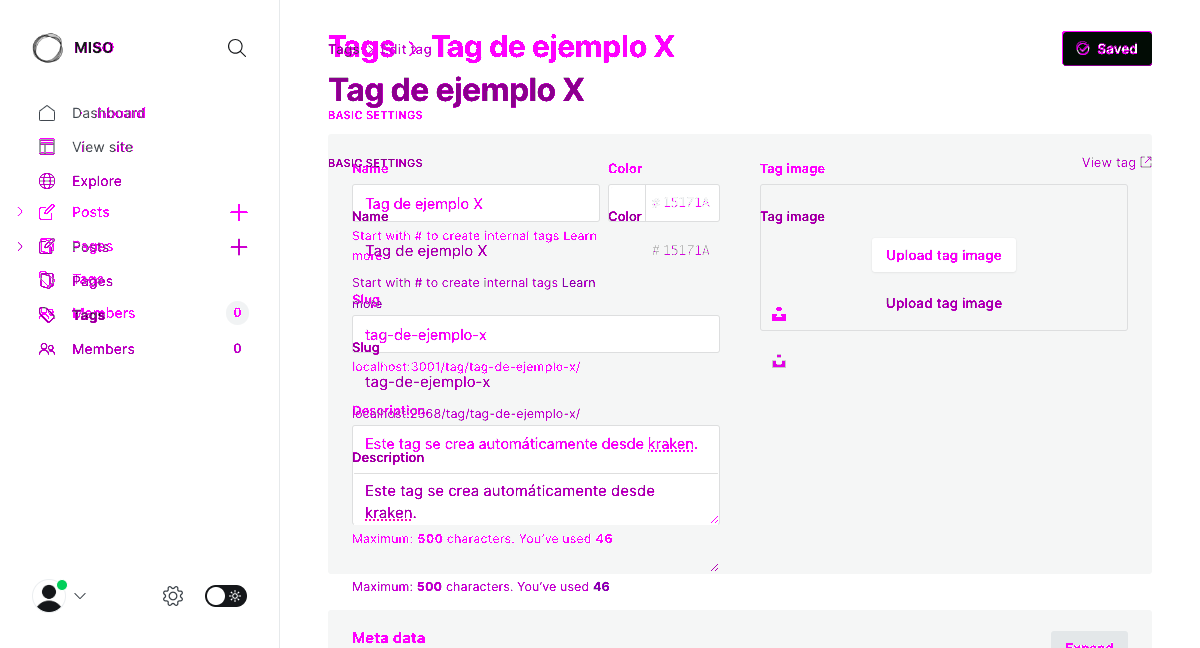 MISO
Dashboard
View site
Explore
Posts
Pages
Posts
Tags
Pages
Members 0
Tags
Members 0
Tags Tag de ejemplo X
Tags Edit tag
Saved
Tag de ejemplo X
BASIC SETTINGS
BASIC SETTINGS
View tag
Name
Color
Tag image
Tag de ejemplo X
# 15171A
Name
Color
Tag image
Start with # to create internal tags Learn
more
Tag de ejemplo X
# 15171A
Upload tag image
Start with # to create internal tags Learn
more
Upload tag image
Slug
tag-de-ejemplo-x
Slug
localhost:3001/tag/tag-de-ejemplo-x/
tag-de-ejemplo-x
Description
localhost:2368/tag/tag-de-ejemplo-x/
Este tag se crea automáticamente desde kraken.
Description
Este tag se crea automáticamente desde
kraken.
Maximum: 500 characters. You've used 46
Maximum: 500 characters. You've used 46
Meta data
Expand